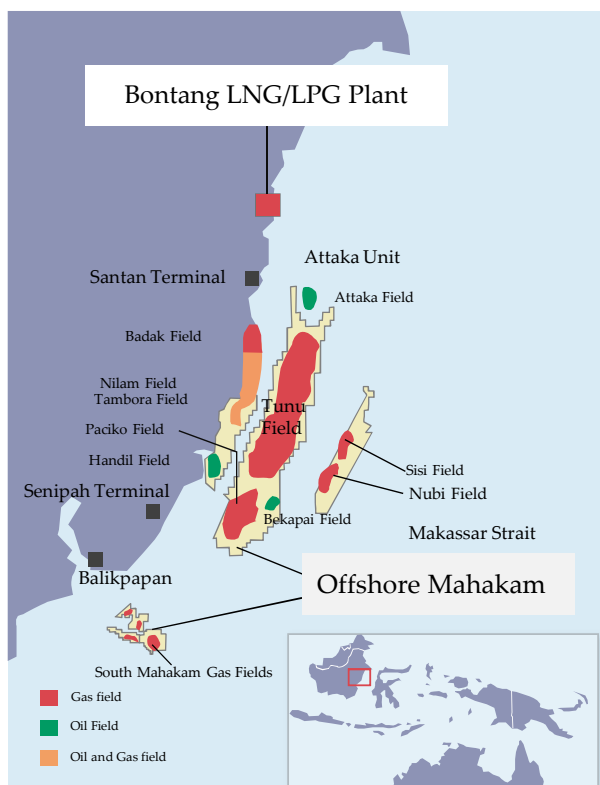 Bontang LNG/LPG Plant
Attaka Unit
Santan Terminal
Attaka Field
Badak Field
Nilam Field
Tambora Field
Tunu
Field
Paciko Field
Handil Field
Sisi Field
Senipah Terminal
Nubi Field
Bekapai Field
Makassar Strait
Balikpapan
Offshore Mahakam
South Mahakam Gas Fields
Gas field
Oil Field
Oil and Gas field